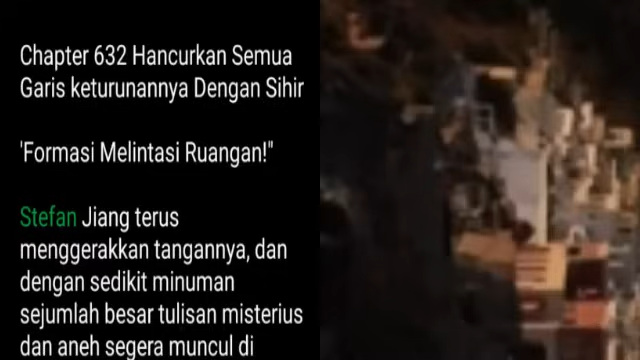 Chapter 632 Hancurkan Semua
Garis keturunannya Dengan Sihir
'Formasi Melintasi Ruangan!"
Stefan Jiang terus
menggerakkan tangannya, dan
dengan sedikit minuman
sejumlah besar tulisan misterius
dan aneh segera muncul di